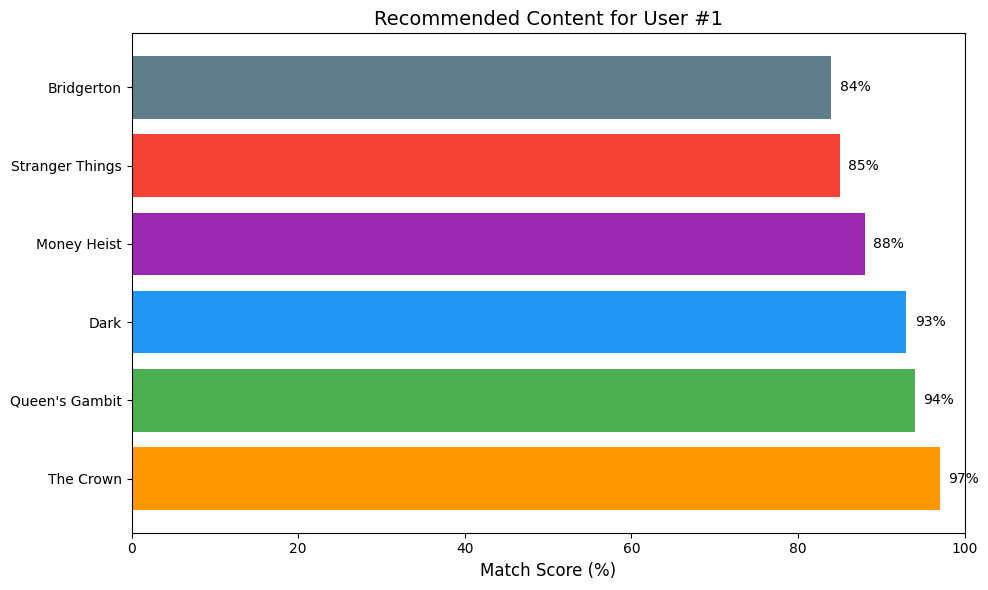 Recommended Content for User #1
Bridgerton
84%
Stranger Things
85%
Money Heist
88%
Dark
93%
Queen's Gambit
94%
The Crown
97%
0 20 40 60 80 100
Match Score (%)